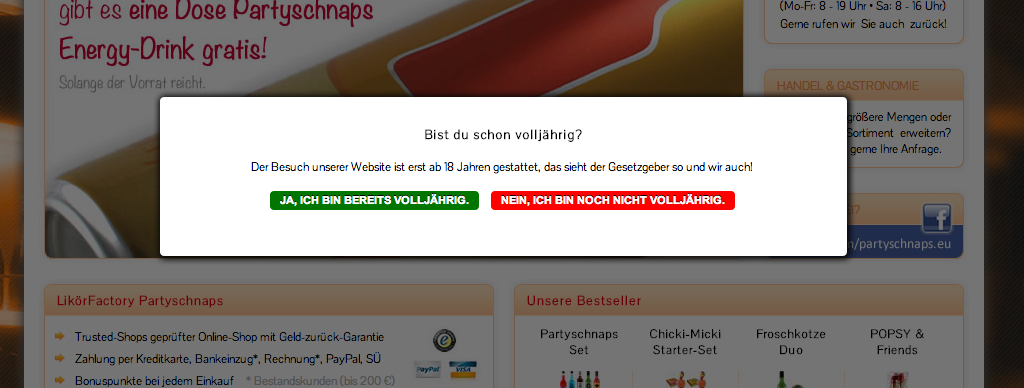 gibt es eine Dose Partyschnaps
Energy-Drink gratis!
Solange der Vorrat reicht.
(Mo-Fr: 8 - 19 Uhr • Sa: 8 - 16 Uhr)
Gerne rufen wir Sie auch zurück!
HANDEL & GASTRONOMIE
größere Mengen oder
Sortiment erweitern?
gerne Ihre Anfrage.
Bist du schon volljährig?
Der Besuch unserer Website ist erst ab 18 Jahren gestattet, das sieht der Gesetzgeber so und wir auch!
JA, ICH BIN BEREITS VOLLJÄHRIG.
NEIN, ICH BIN NOCH NICHT VOLLJÄHRIG.
/partyschnaps.eu
LikörFactory Partyschnaps
Trusted-Shops geprüfter Online-Shop mit Geld-zurück-Garantie
Zahlung per Kreditkarte, Bankeinzug*, Rechnung*, PayPal, SÜ
Bonuspunkte bei jedem Einkauf * Bestandskunden (bis 200 €)
PayPal VISA
Unsere Bestseller
Partyschnaps Set
Chicki-Micki Starter-Set
Froschkotze Duo
POPSY & Friends